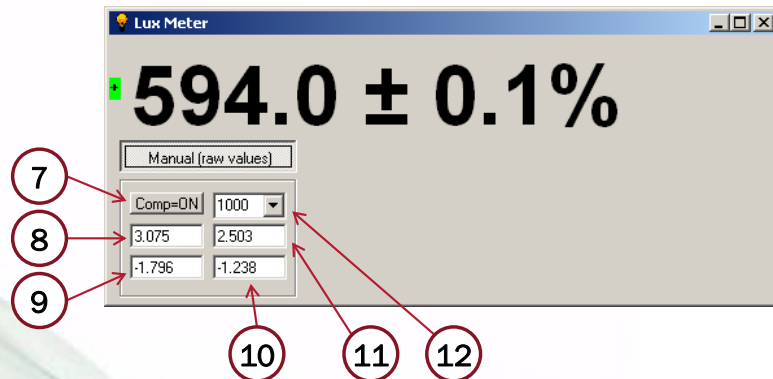 Lux Meter
+ 594.0 ± 0.1%
Manual (raw values)
7 Comp=ON 1000
8 3.075 2.503
9 -1.796 -1.238
10 11 12